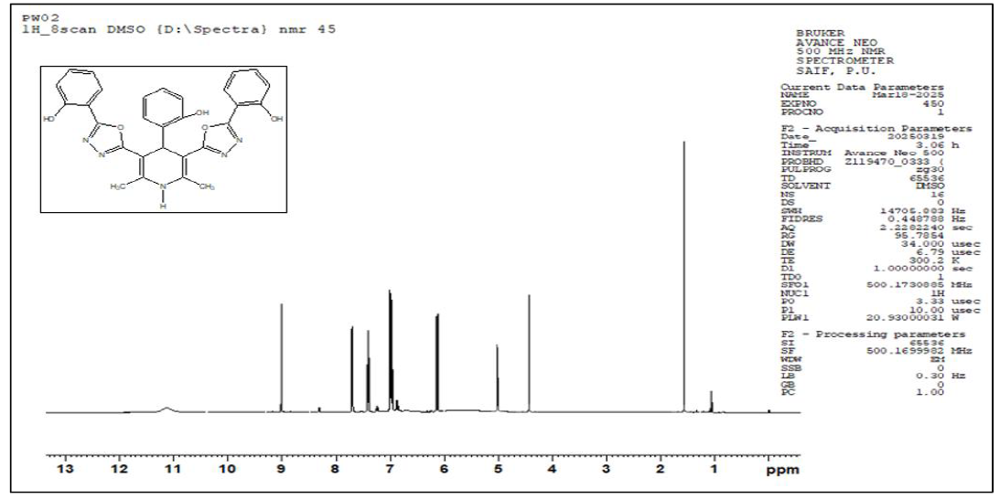 PW02
1H_8scan DMSO {D:\Spectra} nmr 45
BRUKER
AVANCE NEO
500 MHz NMR
SPECTROMETER
SAIF, P.U.
Current Data Parameters
NAME Mar18-2025
EXPNO 450
PROCNO 1
F2 - Acquisition Parameters
Date_ 20250319
Time 3.06 h
INSTRUM Avance Neo 500
PROBHD Z119470_0333 (
PULPROG zg30
TD 65536
SOLVENT DMSO
NS 16
DS 0
SWH 14705.883 Hz
FIDRES 0.448788 Hz
AQ 2.2282240 sec
RG 95.7854
DW 34.000 usec
DE 6.79 usec
TE 300.2 K
D1 1.00000000 sec
TD0 1
SFO1 500.1730885 MHz
NUC1 1H
P0 3.33 usec
P1 10.00 usec
PLW1 20.93000031 W
F2 - Processing parameters
SI 65536
SF 500.1699982 MHz
WDW EM
SSB 0
LB 0.30 Hz
GB 0
PC 1.00
HO
OH
O
O
OH
N
N
N
N
H₃C
N
H
CH₃
13 12 11 10 9 8 7 6 5 4 3 2 1 ppm